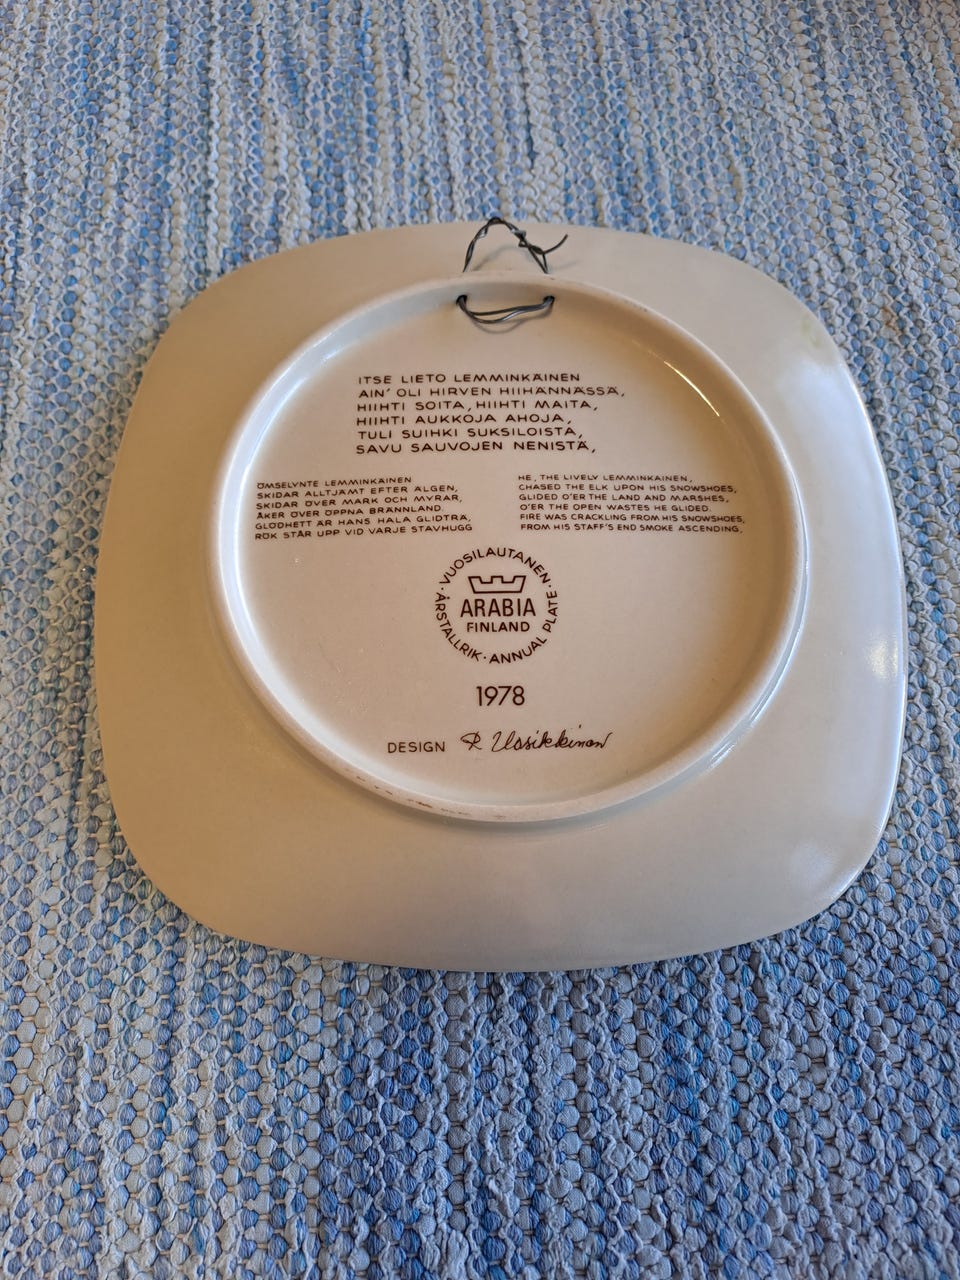 ITSE LIETO LEMMINKÄINEN
AIN' OLI HIRVEN HIIHÄNNÄSSÄ,
HIIHTI SOITA, HIIHTI MAITA,
HIIHTI AUKKOJA AHOJA,
TULI SUIHKI SUKSILOISTA,
SAVU SAUVOJEN NENISTÄ,
ÖMSELYNTE LEMMINKÄINEN
SKIDAR ALLTJÄMT EFTER ÄLGEN,
SKIDAR ÖVER MARK OCH MYRAR,
ÅKER ÖVER ÖPPNA BRÄNNLAND.
GLÖDHETT ÄR HANS HALA GLIDTRÄ,
RÖK STÅR UPP VID VARJE STAVHUGG
HE, THE LIVELY LEMMINKAINEN,
CHASED THE ELK UPON HIS SNOWSHOES,
GLIDED O'ER THE LAND AND MARSHES,
O'ER THE OPEN WASTES HE GLIDED.
FIRE WAS CRACKLING FROM HIS SNOWSHOES,
FROM HIS STAFF'S END SMOKE ASCENDING,
· VUOSILAUTANEN · ANNUAL PLATE · ÅRSTALLRIK
ARABIA
FINLAND
1978
DESIGN R Uosikkinen